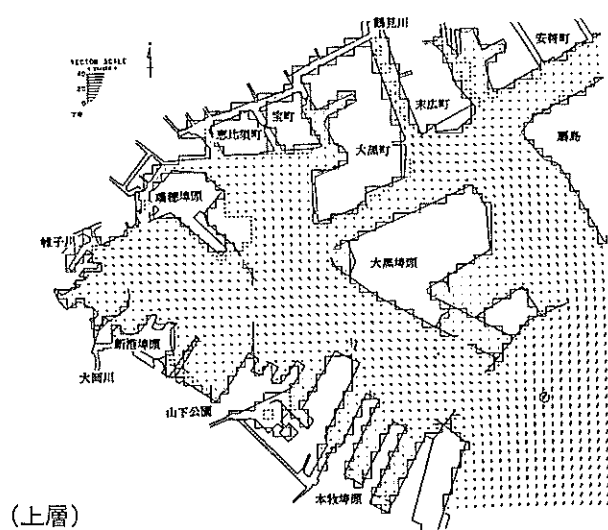 鶴見川
安善町
VECTOR SCALE
末広町
宝町
恵比須町
扇島
大黒町
瑞穂埠頭
帷子川
大黒埠頭
新港埠頭
大岡川
山下公園
本牧埠頭
(上層)